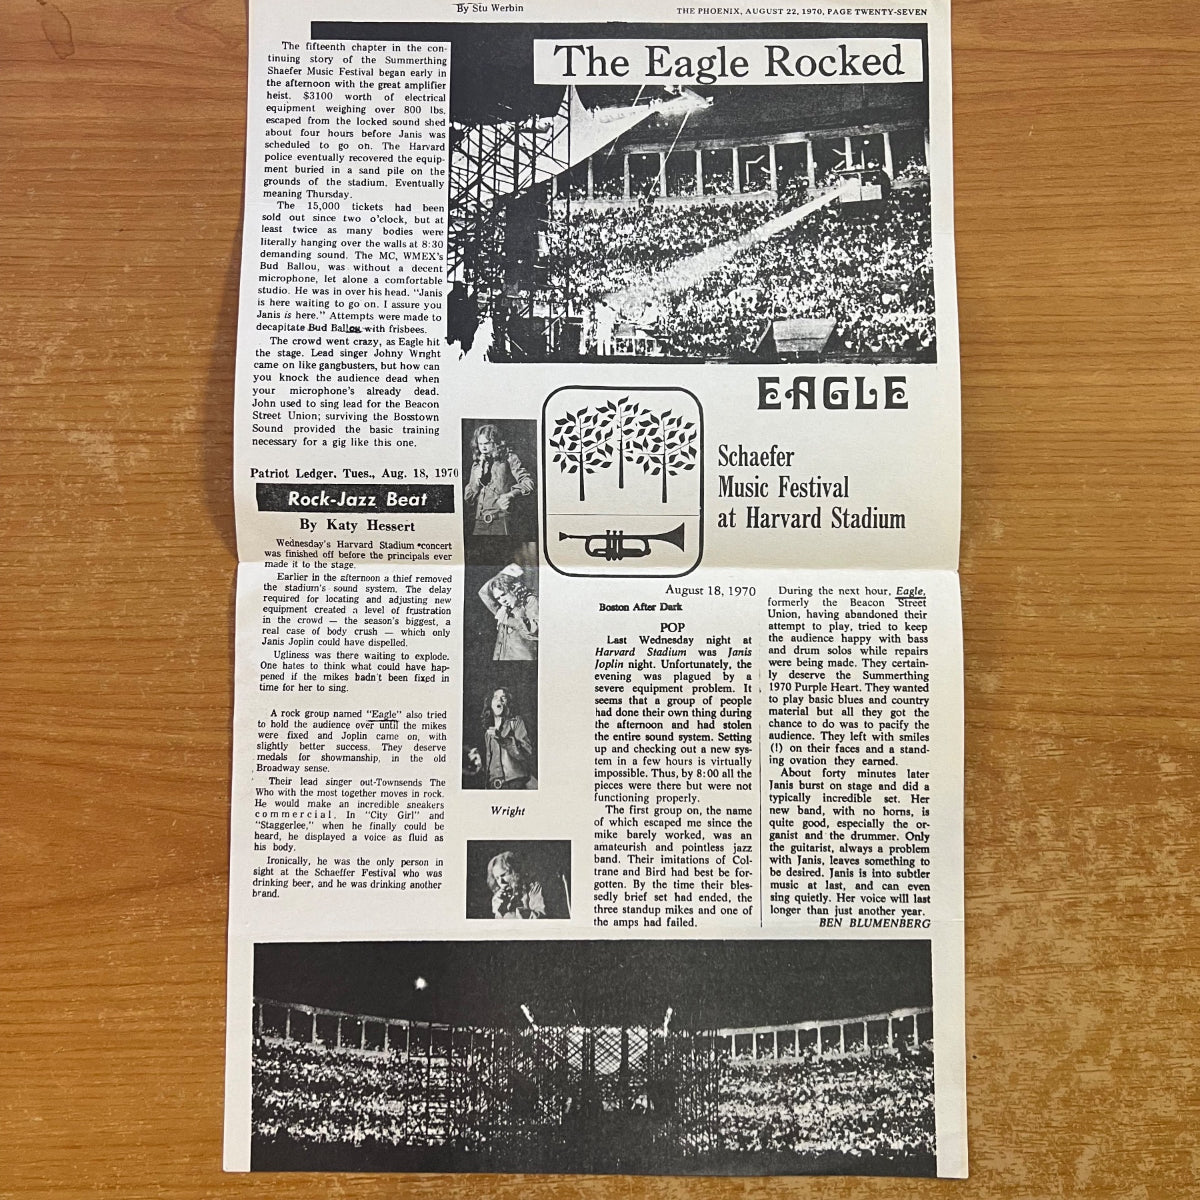 By Stu Werbin
THE PHOENIX, AUGUST 22, 1970, PAGE TWENTY-SEVEN
The Eagle Rocked
The fifteenth chapter in the con-
tinuing story of the Summerthing
Shaefer Music Festival began early in
the afternoon with the great amplifier
heist. $3100 worth of electrical
equipment weighing over 800 lbs.
escaped from the locked sound shed
about four hours before Janis was
scheduled to go on. The Harvard
police eventually recovered the equip-
ment buried in a sand pile on the
grounds of the stadium. Eventually
meaning Thursday.
The 15,000 tickets had been
sold out since two o'clock, but at
least twice as many bodies were
literally hanging over the walls at 8:30
demanding sound. The MC, WMEX's
Bud Ballou, was without a decent
microphone, let alone a comfortable
studio. He was in over his head. "Janis
is here waiting to go on. I assure you
Janis is here." Attempts were made to
decapitate Bud Ballou with frisbees.
The crowd went crazy, as Eagle hit
the stage. Lead singer Johny Wright
came on like gangbusters, but how can
you knock the audience dead when
your microphone's already dead.
John used to sing lead for the Beacon
Street Union; surviving the Bosstown
Sound provided the basic training
necessary for a gig like this one.
EAGLE
Schaefer
Music Festival
at Harvard Stadium
Patriot Ledger, Tues., Aug. 18, 1970
Rock-Jazz Beat
By Katy Hessert
Wednesday's Harvard Stadium concert
was finished off before the principals ever
made it to the stage.
Earlier in the afternoon a thief removed
the stadium's sound system. The delay
required for locating and adjusting new
equipment created a level of frustration
in the crowd — the season's biggest, a
real case of body crush — which only
Janis Joplin could have dispelled.
Ugliness was there waiting to explode.
One hates to think what could have hap-
pened if the mikes hadn't been fixed in
time for her to sing.
A rock group named "Eagle" also tried
to hold the audience over until the mikes
were fixed and Joplin came on, with
slightly better success. They deserve
medals for showmanship, in the old
Broadway sense.
Their lead singer out-Townsends The
Who with the most together moves in rock.
He would make an incredible sneakers
commercial. In "City Girl" and
"Staggerlee," when he finally could be
heard, he displayed a voice as fluid as
his body.
Ironically, he was the only person in
sight at the Schaeffer Festival who was
drinking beer, and he was drinking another
brand.
Wright
August 18, 1970
Boston After Dark
POP
Last Wednesday night at
Harvard Stadium was Janis
Joplin night. Unfortunately, the
evening was plagued by a
severe equipment problem. It
seems that a group of people
had done their own thing during
the afternoon and had stolen
the entire sound system. Setting
up and checking out a new sys-
tem in a few hours is virtually
impossible. Thus, by 8:00 all the
pieces were there but were not
functioning properly.
The first group on, the name
of which escaped me since the
mike barely worked, was an
amateurish and pointless jazz
band. Their imitations of Col-
trane and Bird had best be for-
gotten. By the time their bles-
sedly brief set had ended, the
three standup mikes and one of
the amps had failed.
During the next hour, Eagle,
formerly the Beacon Street
Union, having abandoned their
attempt to play, tried to keep
the audience happy with bass
and drum solos while repairs
were being made. They certain-
ly deserve the Summerthing
1970 Purple Heart. They wanted
to play basic blues and country
material but all they got the
chance to do was to pacify the
audience. They left with smiles
(!) on their faces and a stand-
ing ovation they earned.
About forty minutes later
Janis burst on stage and did a
typically incredible set. Her
new band, with no horns, is
quite good, especially the or-
ganist and the drummer. Only
the guitarist, always a problem
with Janis, leaves something to
be desired. Janis is into subtler
music at last, and can even
sing quietly. Her voice will last
longer than just another year.
BEN BLUMENBERG